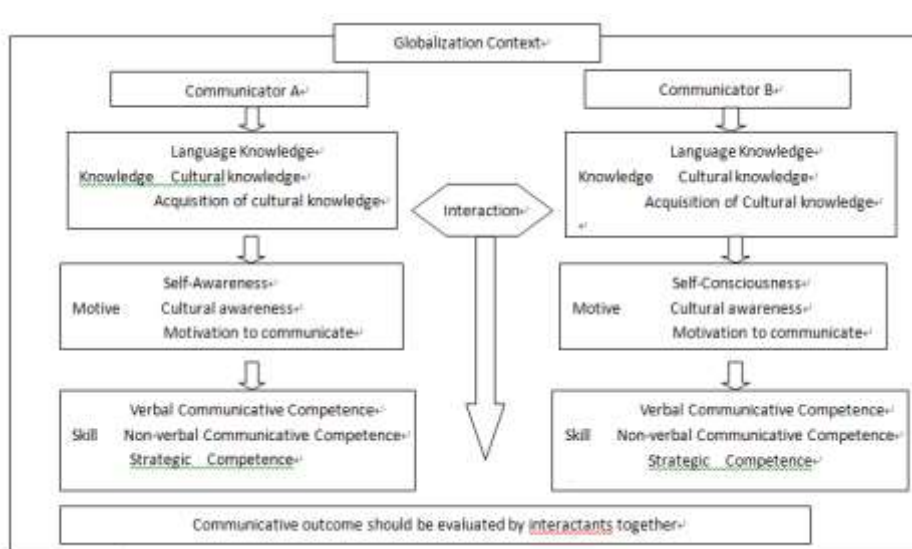 Globalization Context
Communicator A
Language Knowledge
Knowledge Cultural knowledge
Acquisition of cultural knowledge
Self-Awareness
Motive Cultural awareness
Motivation to communicate
Verbal Communicative Competence
Skill Non-verbal Communicative Competence
Strategic Competence
Interaction
Communicator B
Language Knowledge
Knowledge Cultural knowledge
Acquisition of Cultural knowledge
Self-Consciousness
Motive Cultural awareness
Motivation to communicate
Verbal Communicative Competence
Skill Non-verbal Communicative Competence
Strategic Competence
Communicative outcome should be evaluated by interactants together